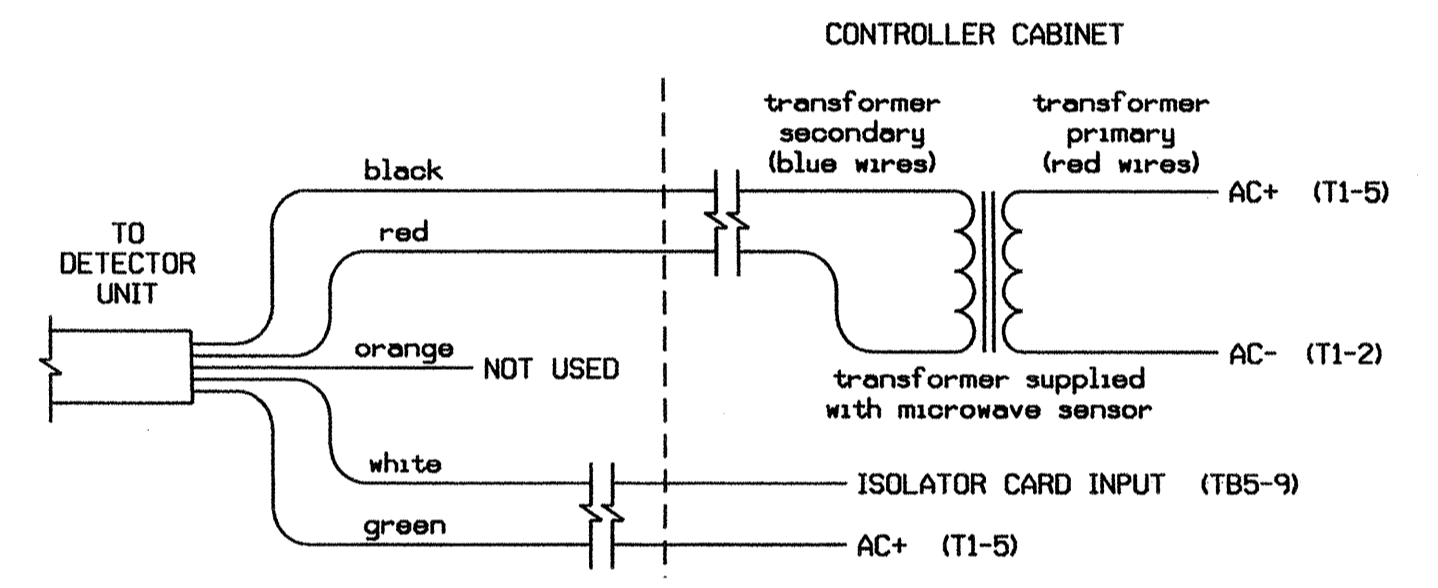 CONTROLLER CABINET
transformer
secondary
(blue wires)
transformer
primary
(red wires)
black
AC+ (T1-5)
red
TO
DETECTOR
UNIT
orange
NOT USED
AC- (T1-2)
transformer supplied
with microwave sensor
white
ISOLATOR CARD INPUT (TB5-9)
green
AC+ (T1-5)